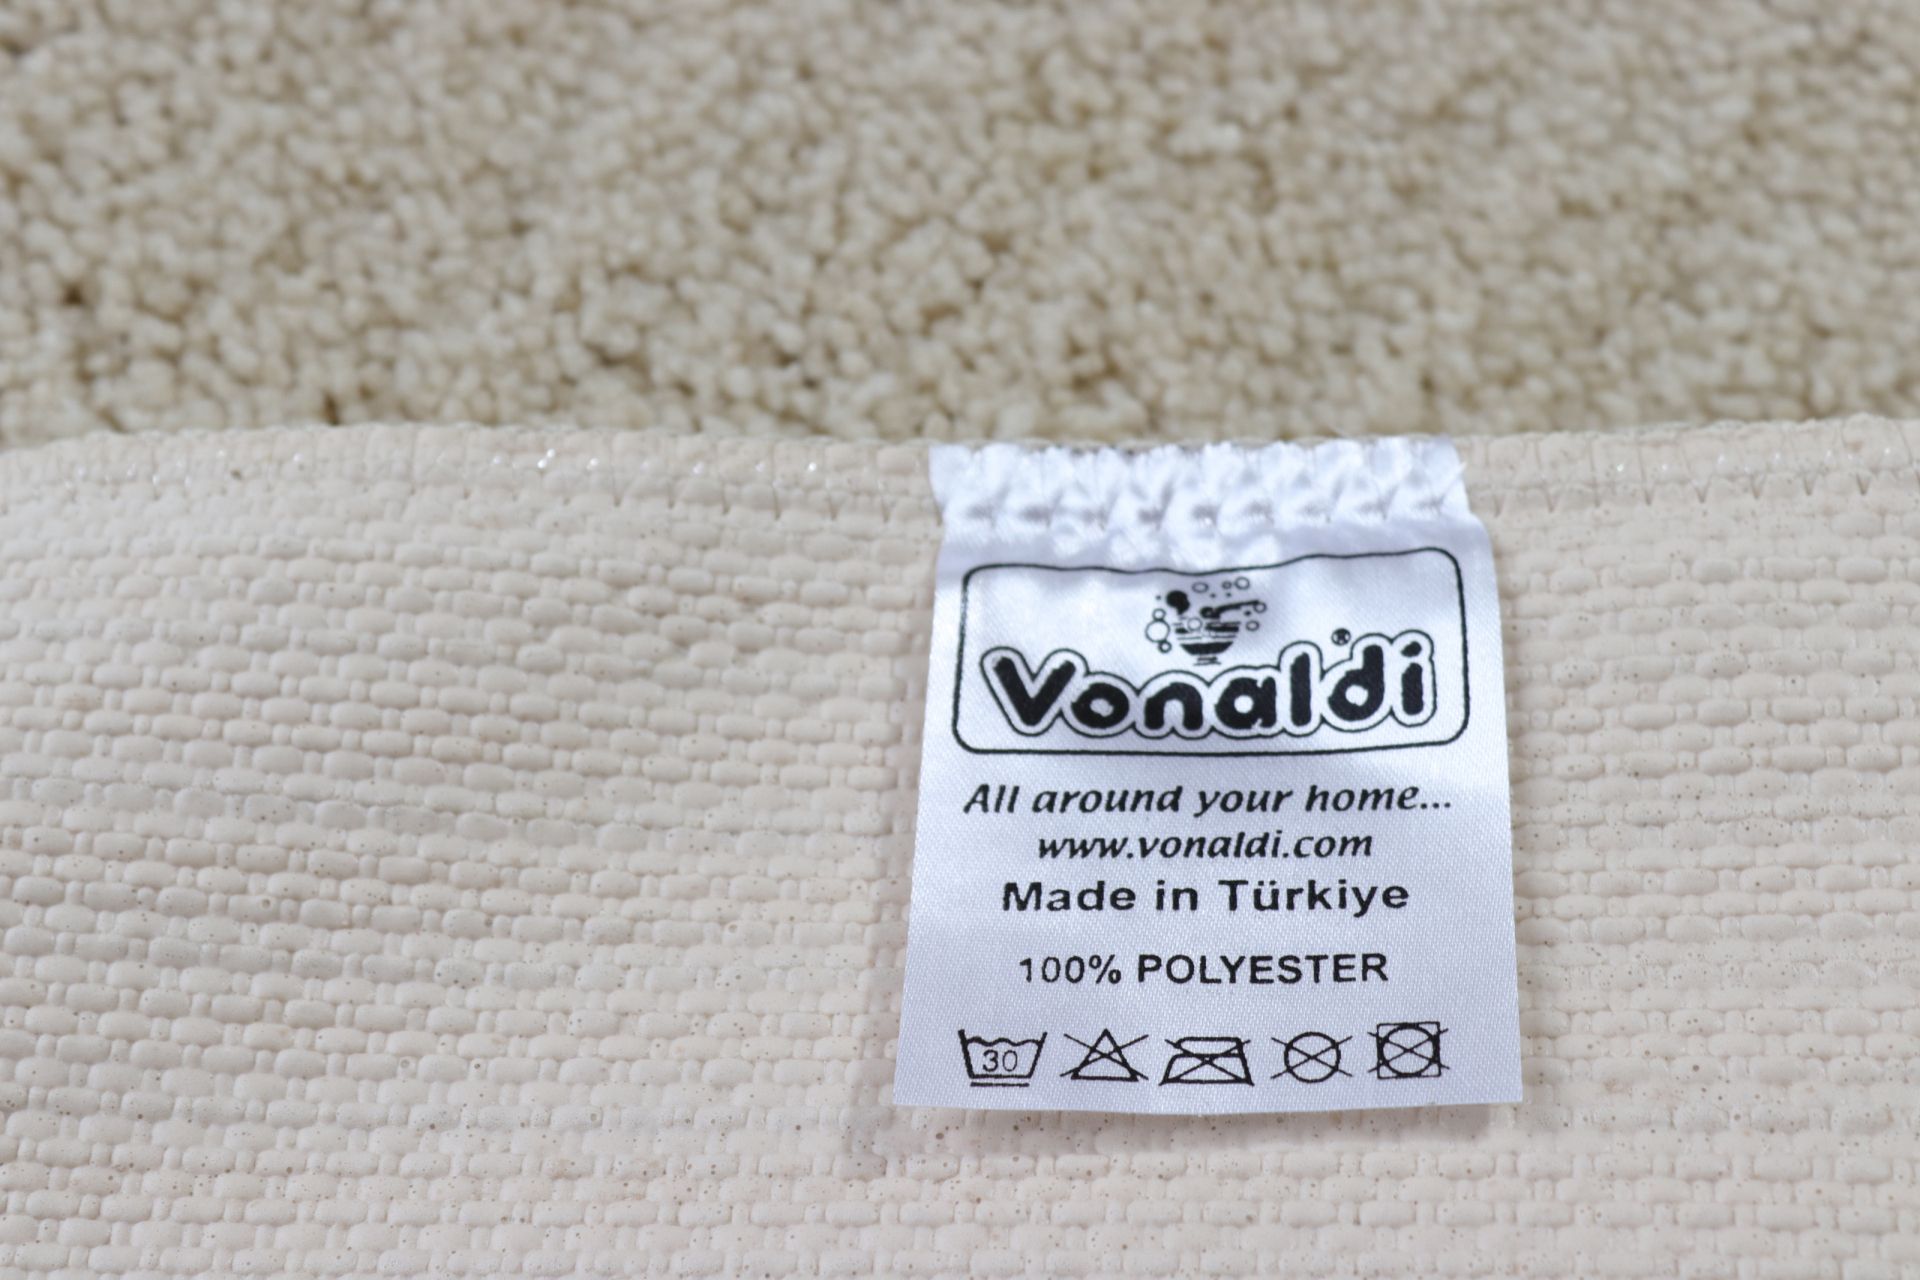 Vonaldi®
All around your home...
www.vonaldi.com
Made in Türkiye
100% POLYESTER
30